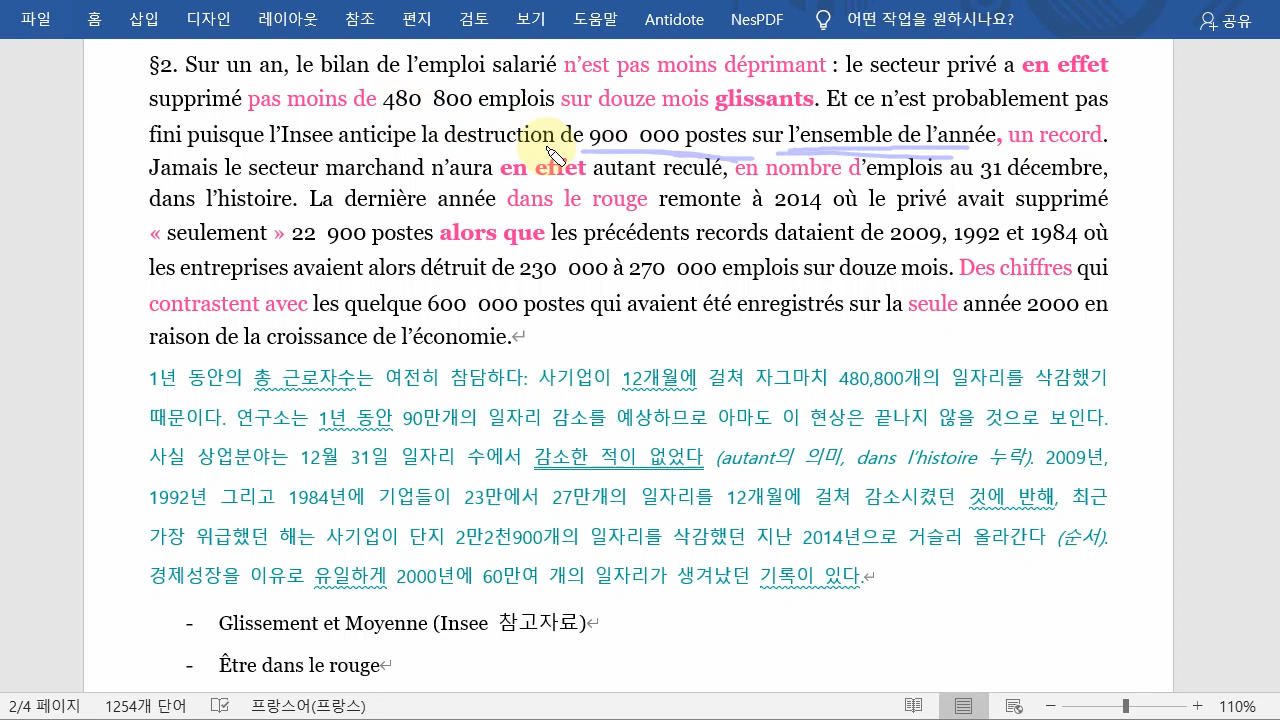 파일 홈 삽입 디자인 레이아웃 참조 편지 검토 보기 도움말 Antidote NesPDF 어떤 작업을 원하시나요? 공유
§2. Sur un an, le bilan de l’emploi salarié n’est pas moins déprimant : le secteur privé a en effet
supprimé pas moins de 480 800 emplois sur douze mois glissants. Et ce n’est probablement pas
fini puisque l’Insee anticipe la destruction de 900 000 postes sur l’ensemble de l’année, un record.
Jamais le secteur marchand n’aura en effet autant reculé, en nombre d’emplois au 31 décembre,
dans l’histoire. La dernière année dans le rouge remonte à 2014 où le privé avait supprimé
« seulement » 22 900 postes alors que les précédents records dataient de 2009, 1992 et 1984 où
les entreprises avaient alors détruit de 230 000 à 270 000 emplois sur douze mois. Des chiffres qui
contrastent avec les quelque 600 000 postes qui avaient été enregistrés sur la seule année 2000 en
raison de la croissance de l’économie.
1년 동안의 총 근로자수는 여전히 참담하다: 사기업이 12개월에 걸쳐 자그마치 480,800개의 일자리를 삭감했기
때문이다. 연구소는 1년 동안 90만개의 일자리 감소를 예상하므로 아마도 이 현상은 끝나지 않을 것으로 보인다.
사실 상업분야는 12월 31일 일자리 수에서 감소한 적이 없었다 (autant의 의미, dans l’histoire 누락). 2009년,
1992년 그리고 1984년에 기업들이 23만에서 27만개의 일자리를 12개월에 걸쳐 감소시켰던 것에 반해, 최근
가장 위급했던 해는 사기업이 단지 2만2천900개의 일자리를 삭감했던 지난 2014년으로 거슬러 올라간다 (순서).
경제성장을 이유로 유일하게 2000년에 60만여 개의 일자리가 생겨났던 기록이 있다.
- Glissement et Moyenne (Insee 참고자료)
- Être dans le rouge
2/4 페이지 1254개 단어 프랑스어(프랑스) 110%